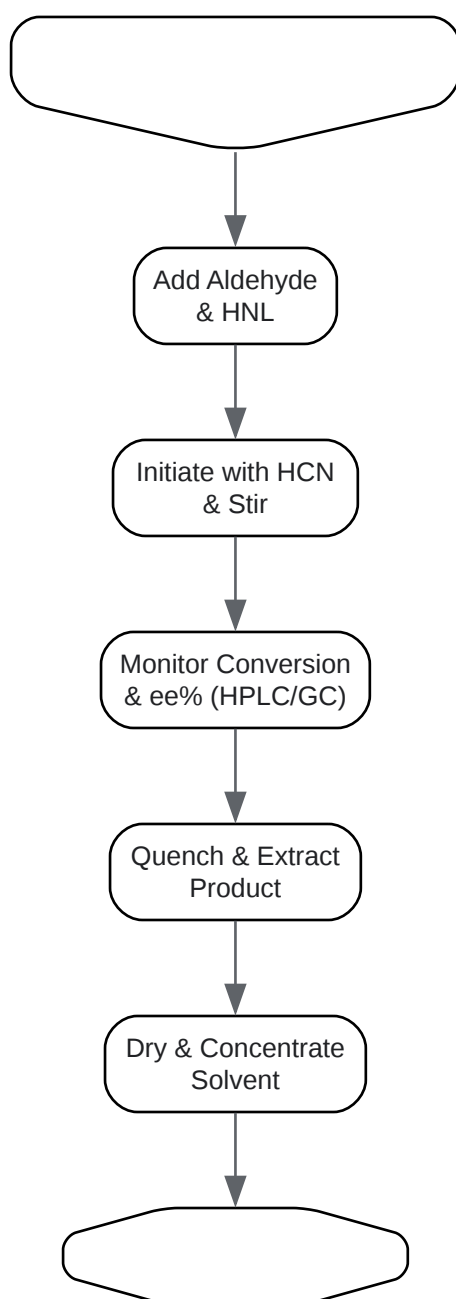 Add Aldehyde
& HNL
Initiate with HCN
& Stir
Monitor Conversion
& ee% (HPLC/GC)
Quench & Extract
Product
Dry & Concentrate
Solvent